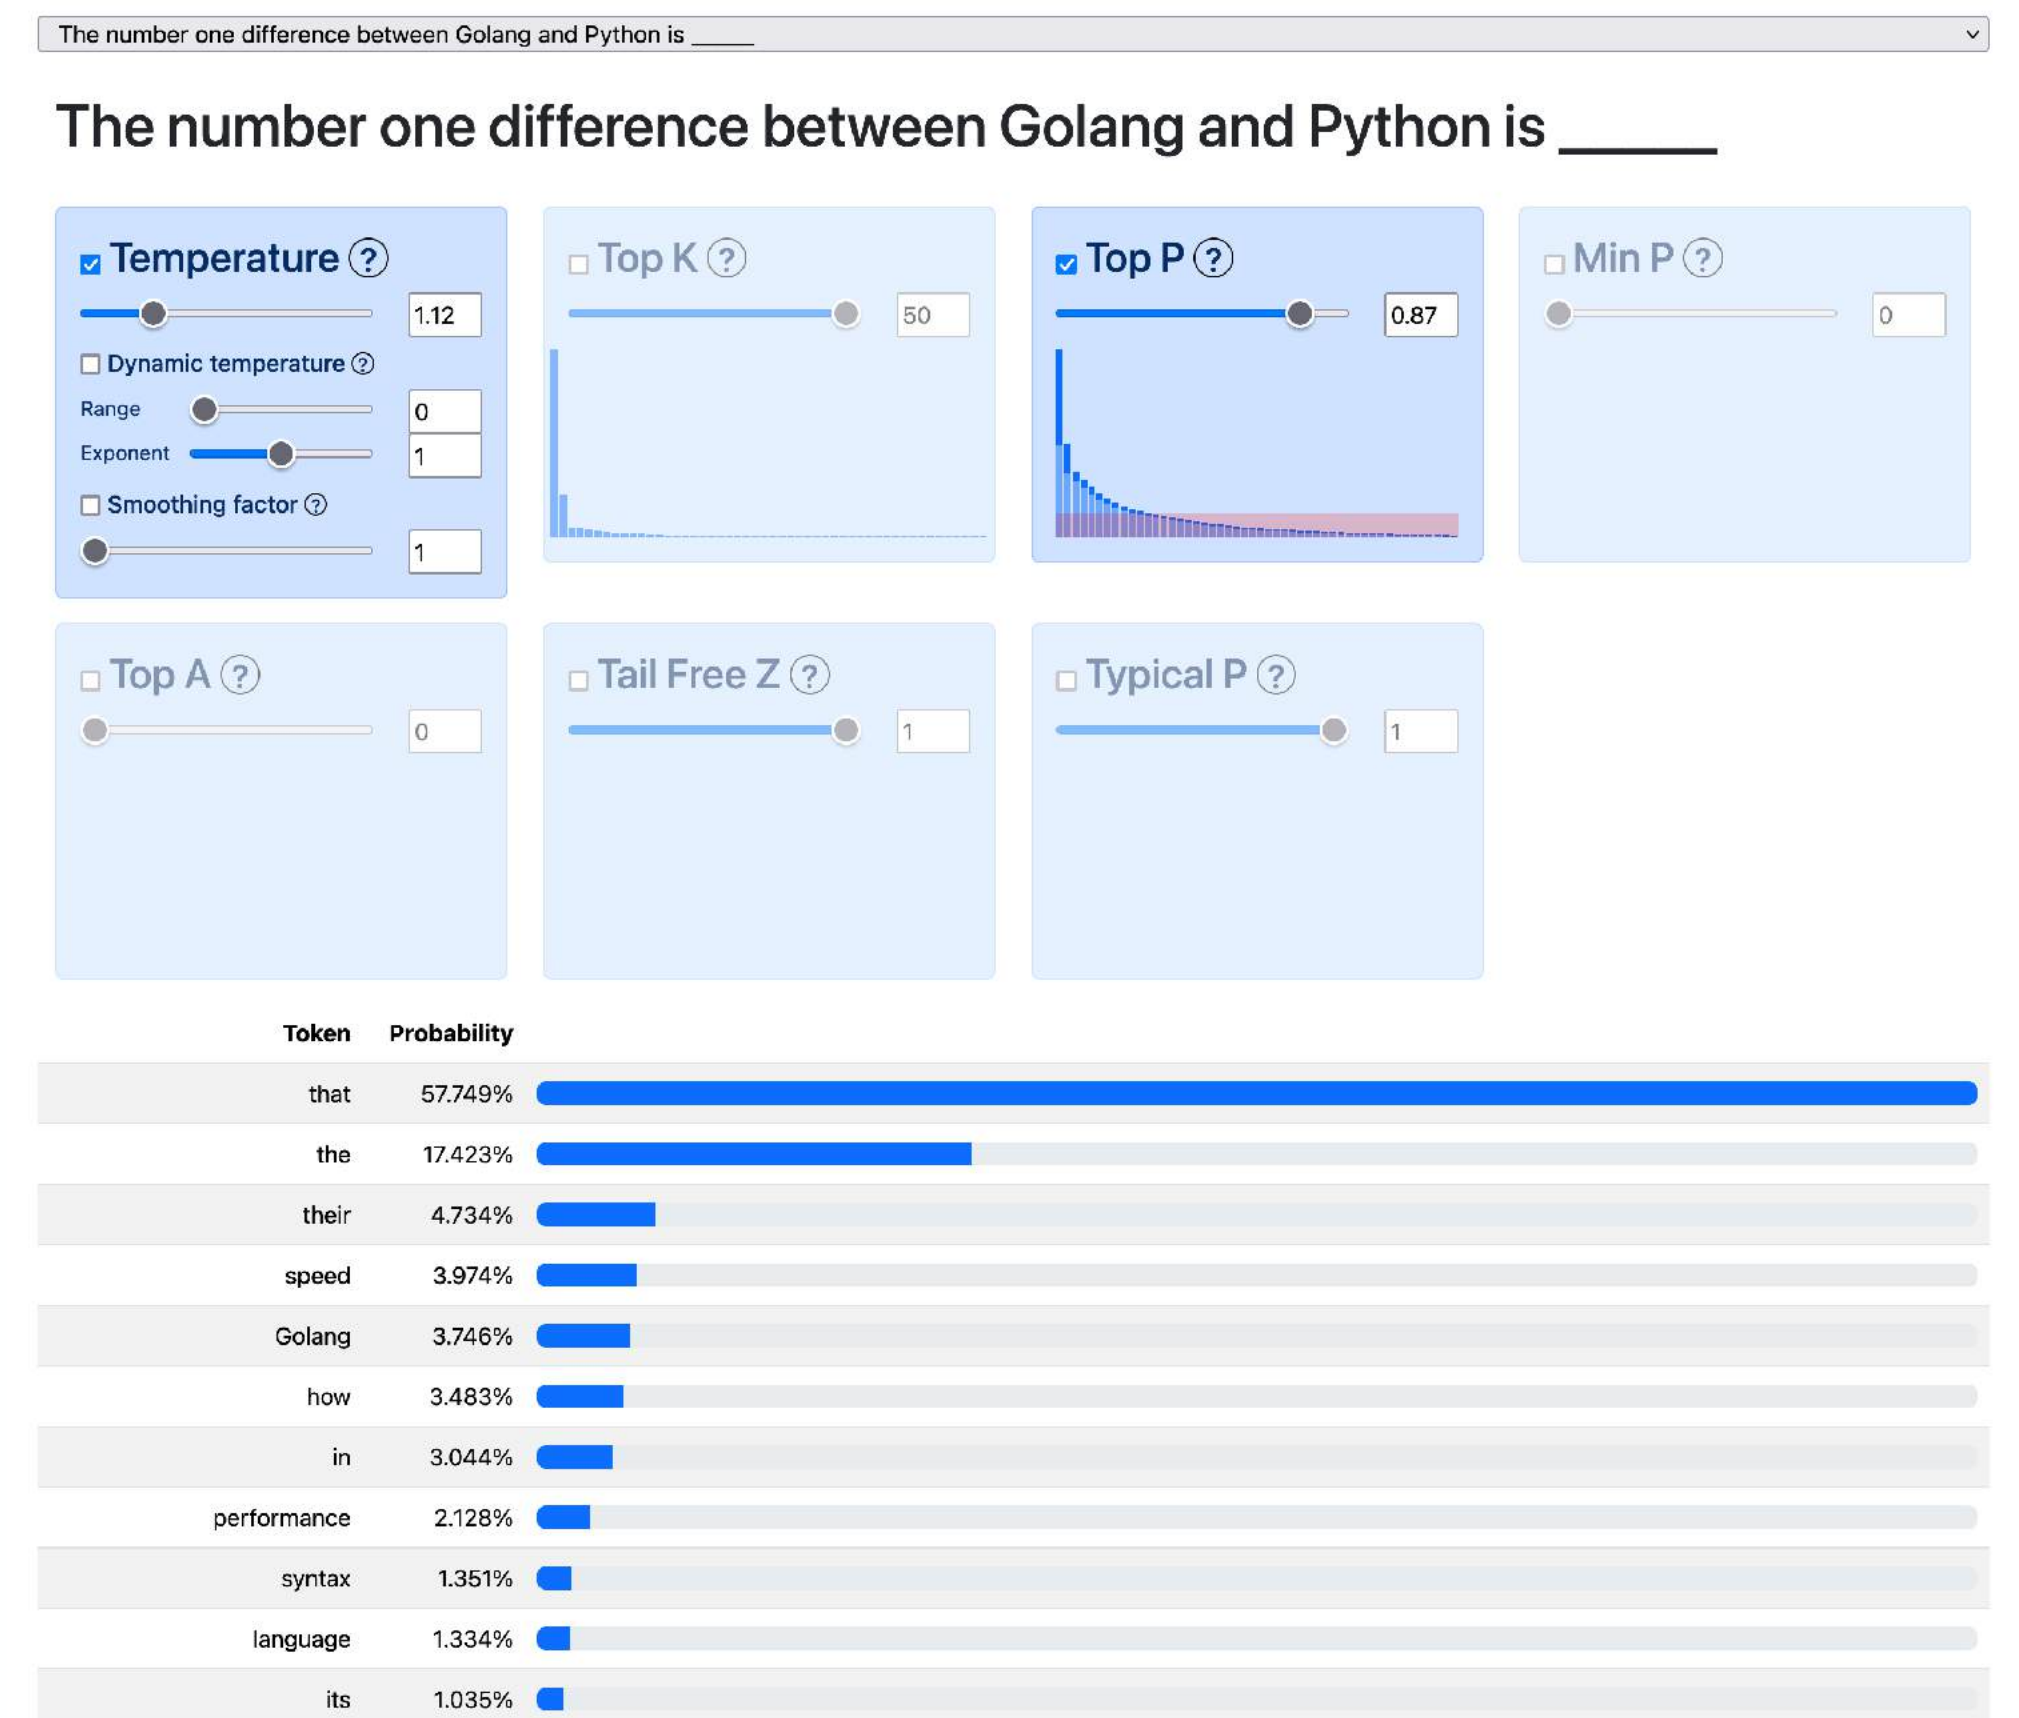 The number one difference between Golang and Python is _____
The number one difference between Golang and Python is _____
Temperature ?
1.12
Dynamic temperature ?
Range 0
Exponent 1
Smoothing factor ?
1
Top K ?
50
Top P ?
0.87
Min P ?
0
Top A ?
0
Tail Free Z ?
1
Typical P ?
1
Token Probability
that 57.749%
the 17.423%
their 4.734%
speed 3.974%
Golang 3.746%
how 3.483%
in 3.044%
performance 2.128%
syntax 1.351%
language 1.334%
its 1.035%